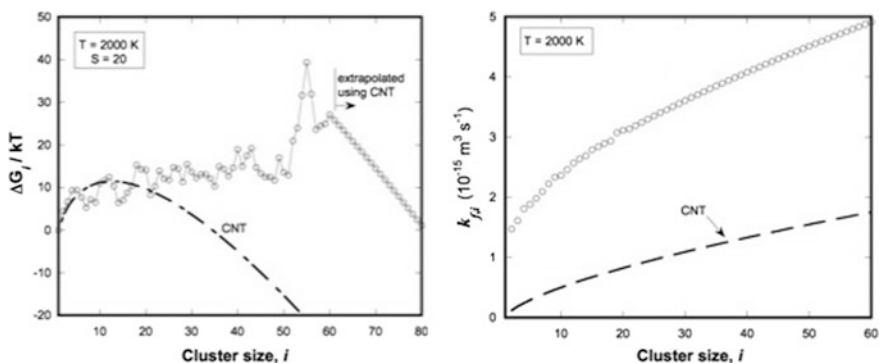 T = 2000 K
S = 20
extrapolated
using CNT
CNT
ΔG_i / kT
50
40
30
20
10
0
-10
-20
10 20 30 40 50 60 70 80
Cluster size, i
T = 2000 K
CNT
k_{f,i} (10^{-15} m^3 s^{-1})
5
4
3
2
1
0
10 20 30 40 50 60
Cluster size, i